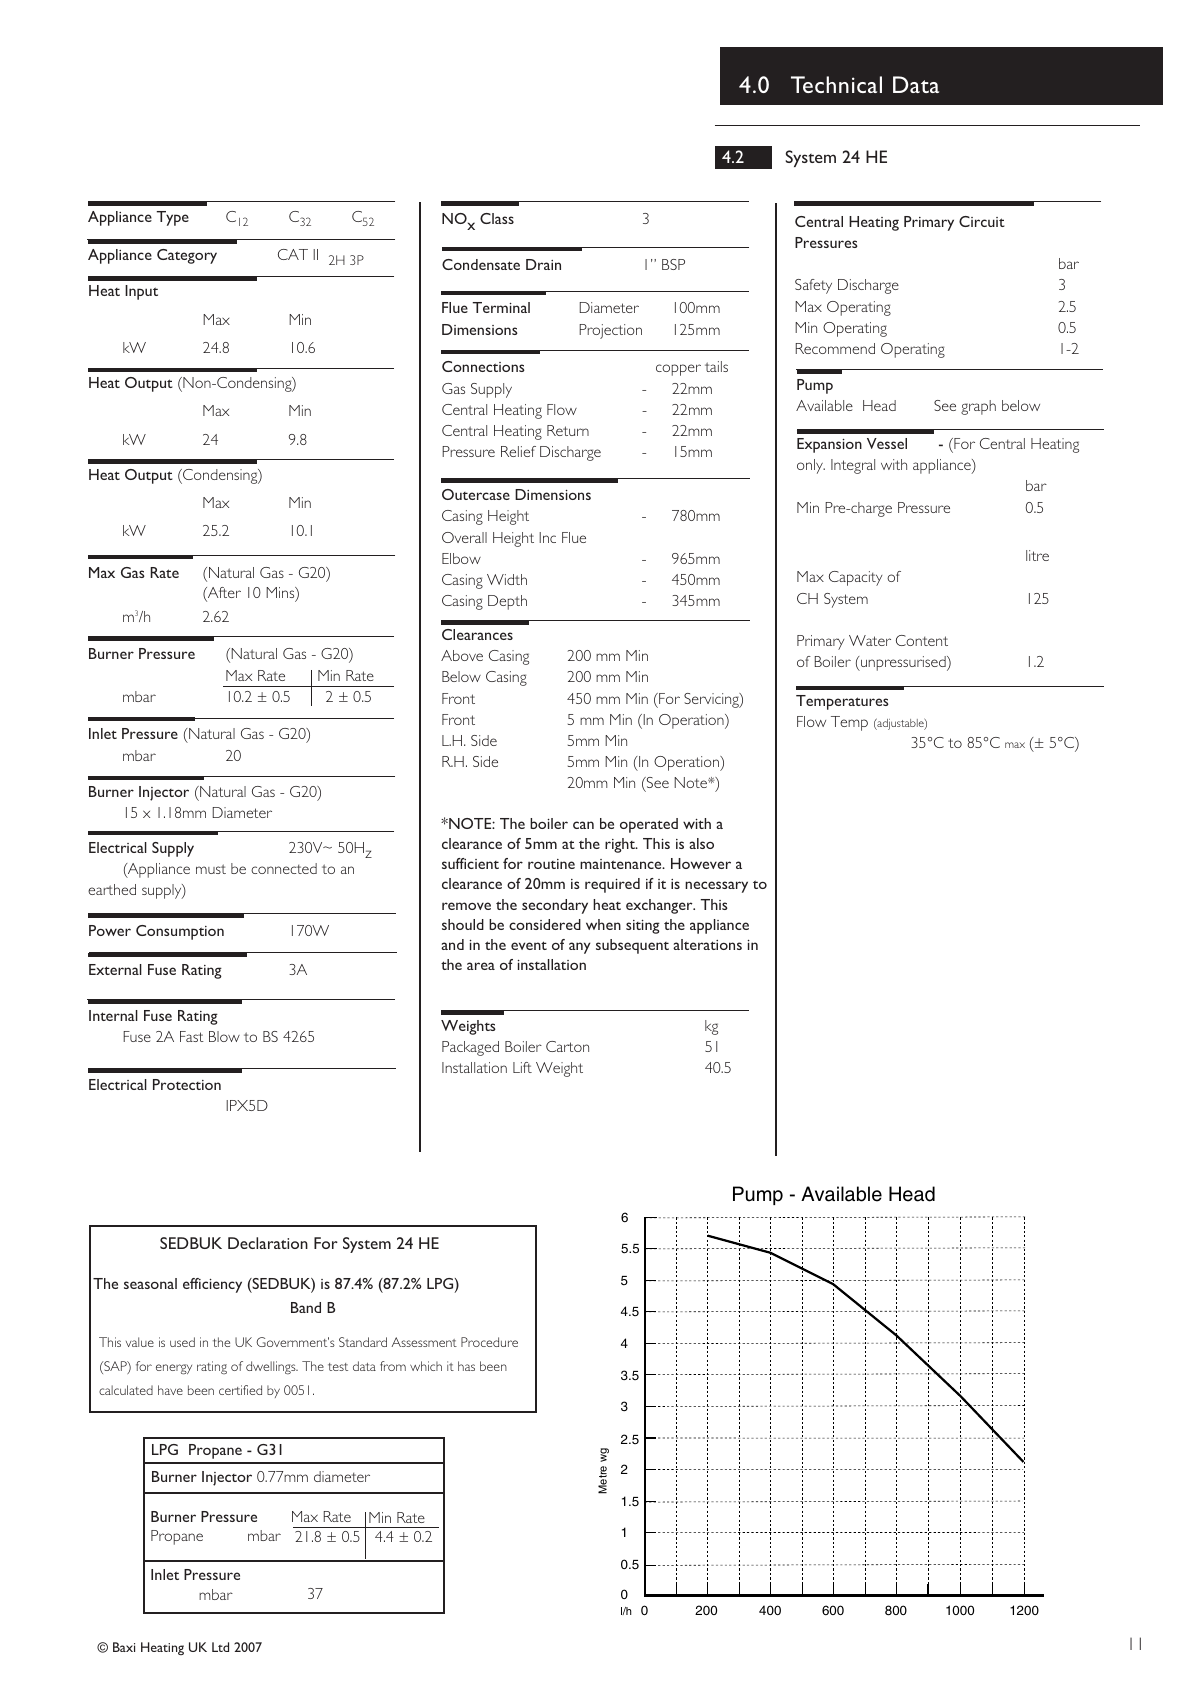 4.0 Technical Data
4.2 System 24 HE
Appliance Type C12 C32 C52
Appliance Category CAT II 2H 3P
Heat Input
Max Min
kW 24.8 10.6
Heat Output (Non-Condensing)
Max Min
kW 24 9.8
Heat Output (Condensing)
Max Min
kW 25.2 10.1
Max Gas Rate (Natural Gas - G20)
(After 10 Mins)
m³/h 2.62
Burner Pressure (Natural Gas - G20)
Max Rate Min Rate
mbar 10.2 ± 0.5 2 ± 0.5
Inlet Pressure (Natural Gas - G20)
mbar 20
Burner Injector (Natural Gas - G20)
15 x 1.18mm Diameter
Electrical Supply 230V~ 50Hz
(Appliance must be connected to an
earthed supply)
Power Consumption 170W
External Fuse Rating 3A
Internal Fuse Rating
Fuse 2A Fast Blow to BS 4265
Electrical Protection
IPX5D
NOx Class 3
Condensate Drain 1” BSP
Flue Terminal Diameter 100mm
Dimensions Projection 125mm
Connections copper tails
Gas Supply - 22mm
Central Heating Flow - 22mm
Central Heating Return - 22mm
Pressure Relief Discharge - 15mm
Outercase Dimensions
Casing Height - 780mm
Overall Height Inc Flue
Elbow - 965mm
Casing Width - 450mm
Casing Depth - 345mm
Clearances
Above Casing 200 mm Min
Below Casing 200 mm Min
Front 450 mm Min (For Servicing)
Front 5 mm Min (In Operation)
L.H. Side 5mm Min
R.H. Side 5mm Min (In Operation)
20mm Min (See Note*)
*NOTE: The boiler can be operated with a
clearance of 5mm at the right. This is also
sufficient for routine maintenance. However a
clearance of 20mm is required if it is necessary to
remove the secondary heat exchanger. This
should be considered when siting the appliance
and in the event of any subsequent alterations in
the area of installation
Weights kg
Packaged Boiler Carton 51
Installation Lift Weight 40.5
Central Heating Primary Circuit
Pressures
bar
Safety Discharge 3
Max Operating 2.5
Min Operating 0.5
Recommend Operating 1-2
Pump
Available Head See graph below
Expansion Vessel - (For Central Heating
only. Integral with appliance)
bar
Min Pre-charge Pressure 0.5
litre
Max Capacity of
CH System 125
Primary Water Content
of Boiler (unpressurised) 1.2
Temperatures
Flow Temp (adjustable)
35°C to 85°C max (± 5°C)
SEDBUK Declaration For System 24 HE
The seasonal efficiency (SEDBUK) is 87.4% (87.2% LPG)
Band B
This value is used in the UK Government's Standard Assessment Procedure
(SAP) for energy rating of dwellings. The test data from which it has been
calculated have been certified by 0051.
LPG Propane - G31
Burner Injector 0.77mm diameter
Burner Pressure Max Rate Min Rate
Propane mbar 21.8 ± 0.5 4.4 ± 0.2
Inlet Pressure
mbar 37
Pump - Available Head
6
5.5
5
4.5
4
3.5
3
2.5
2
1.5
1
0.5
0
Metre wg
l/h 0 200 400 600 800 1000 1200
© Baxi Heating UK Ltd 2007
11